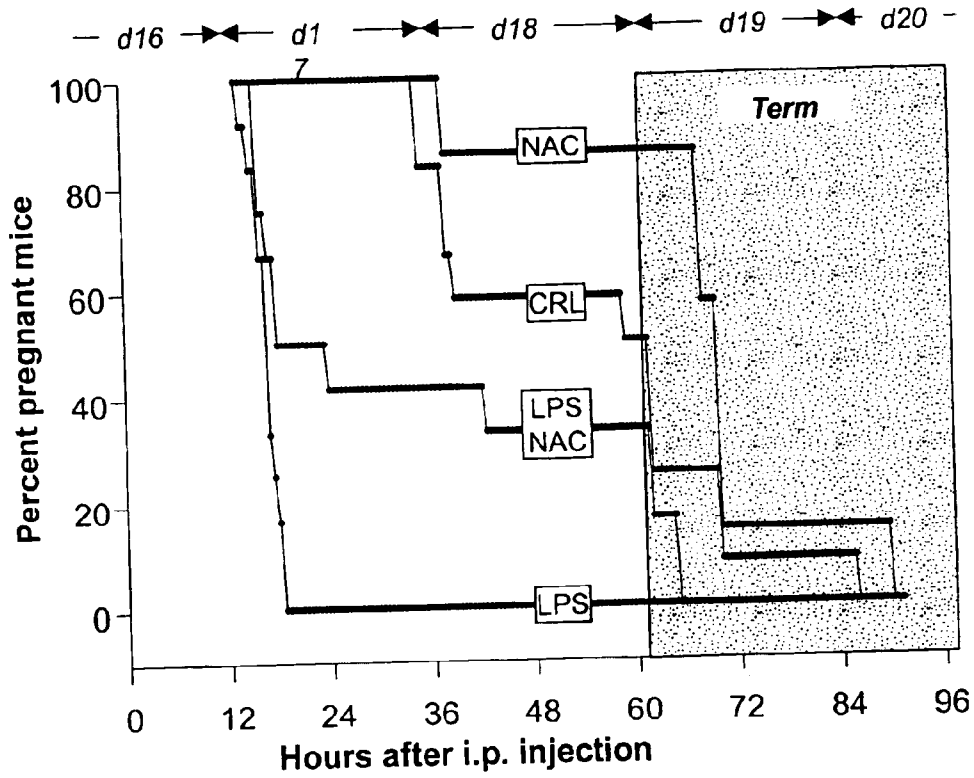 d16 d1 d18 d19 d20
7
Term
100
80
60
40
20
0
Percent pregnant mice
NAC
CRL
LPS
NAC
LPS
0 12 24 36 48 60 72 84 96
Hours after i.p. injection